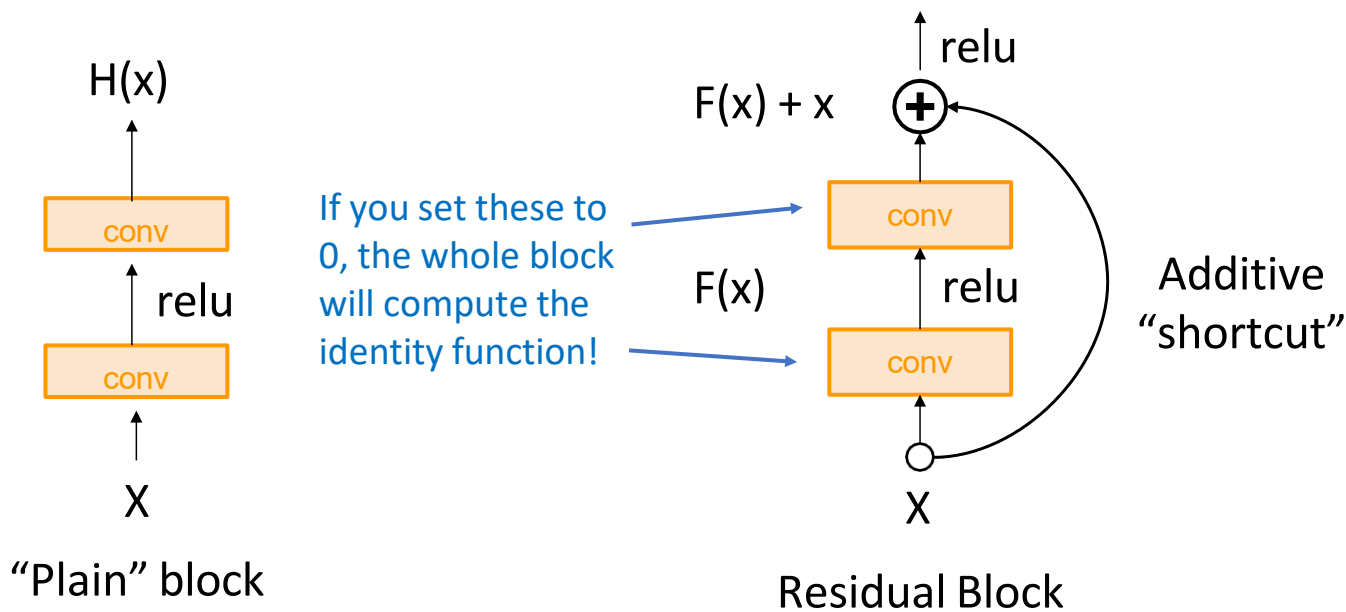 H(x)
conv
relu
conv
X
“Plain” block
If you set these to
0, the whole block
will compute the
identity function!
relu
F(x) + x
+
conv
F(x)
relu
conv
X
Additive
“shortcut”
Residual Block